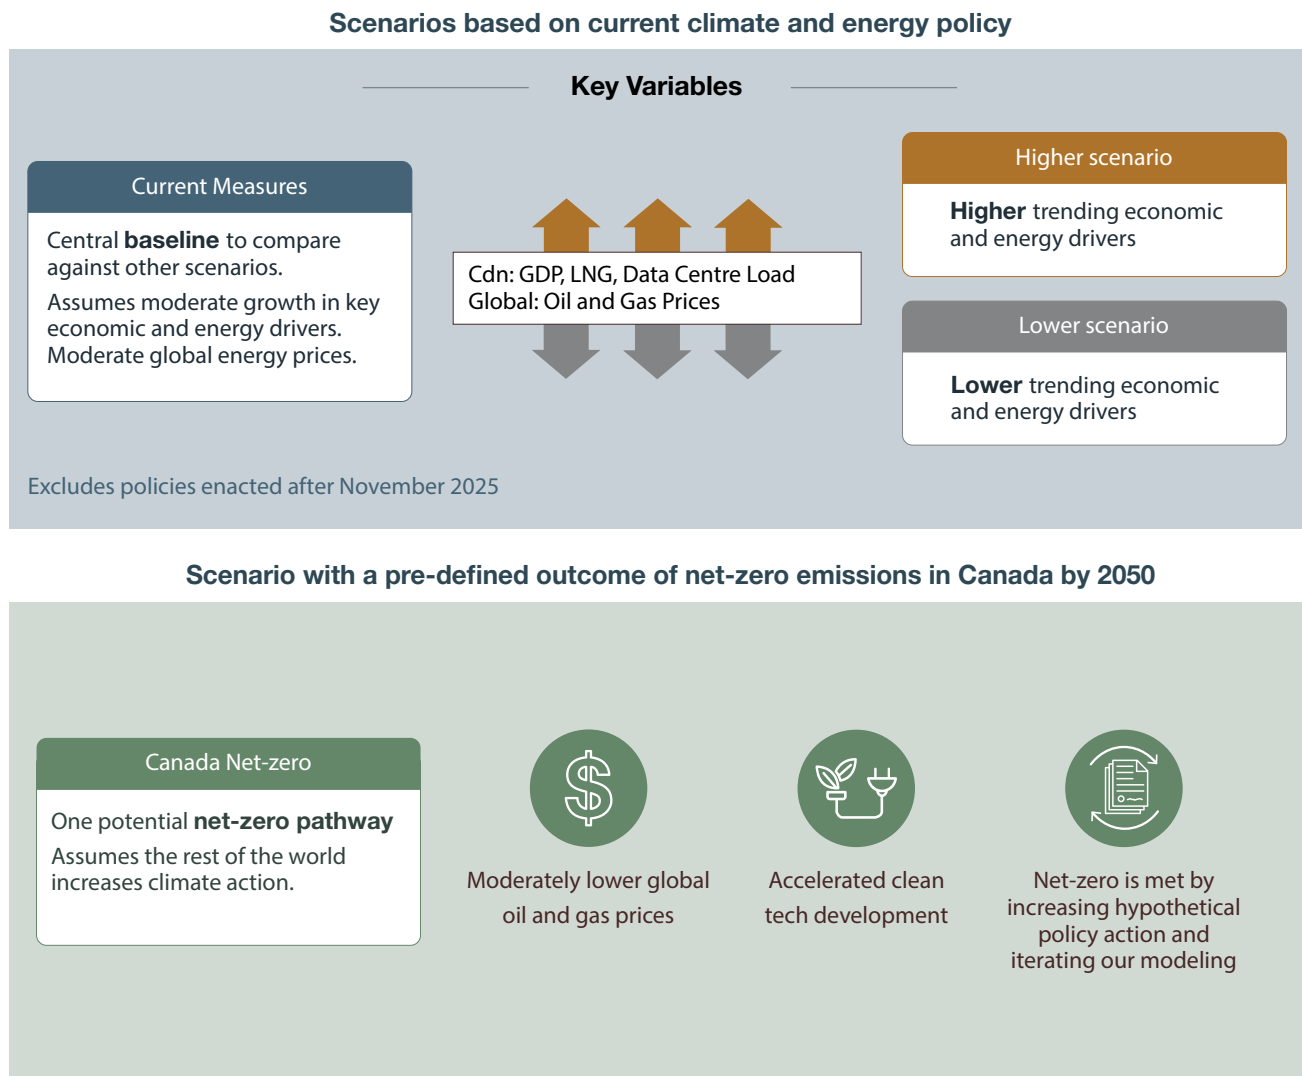 Scenarios based on current climate and energy policy
Key Variables
Current Measures
Central baseline to compare
against other scenarios.
Assumes moderate growth in key
economic and energy drivers.
Moderate global energy prices.
Cdn: GDP, LNG, Data Centre Load
Global: Oil and Gas Prices
Higher scenario
Higher trending economic
and energy drivers
Lower scenario
Lower trending economic
and energy drivers
Excludes policies enacted after November 2025
Scenario with a pre-defined outcome of net-zero emissions in Canada by 2050
Canada Net-zero
One potential net-zero pathway
Assumes the rest of the world
increases climate action.
$
Moderately lower global
oil and gas prices
Accelerated clean
tech development
Net-zero is met by
increasing hypothetical
policy action and
iterating our modeling